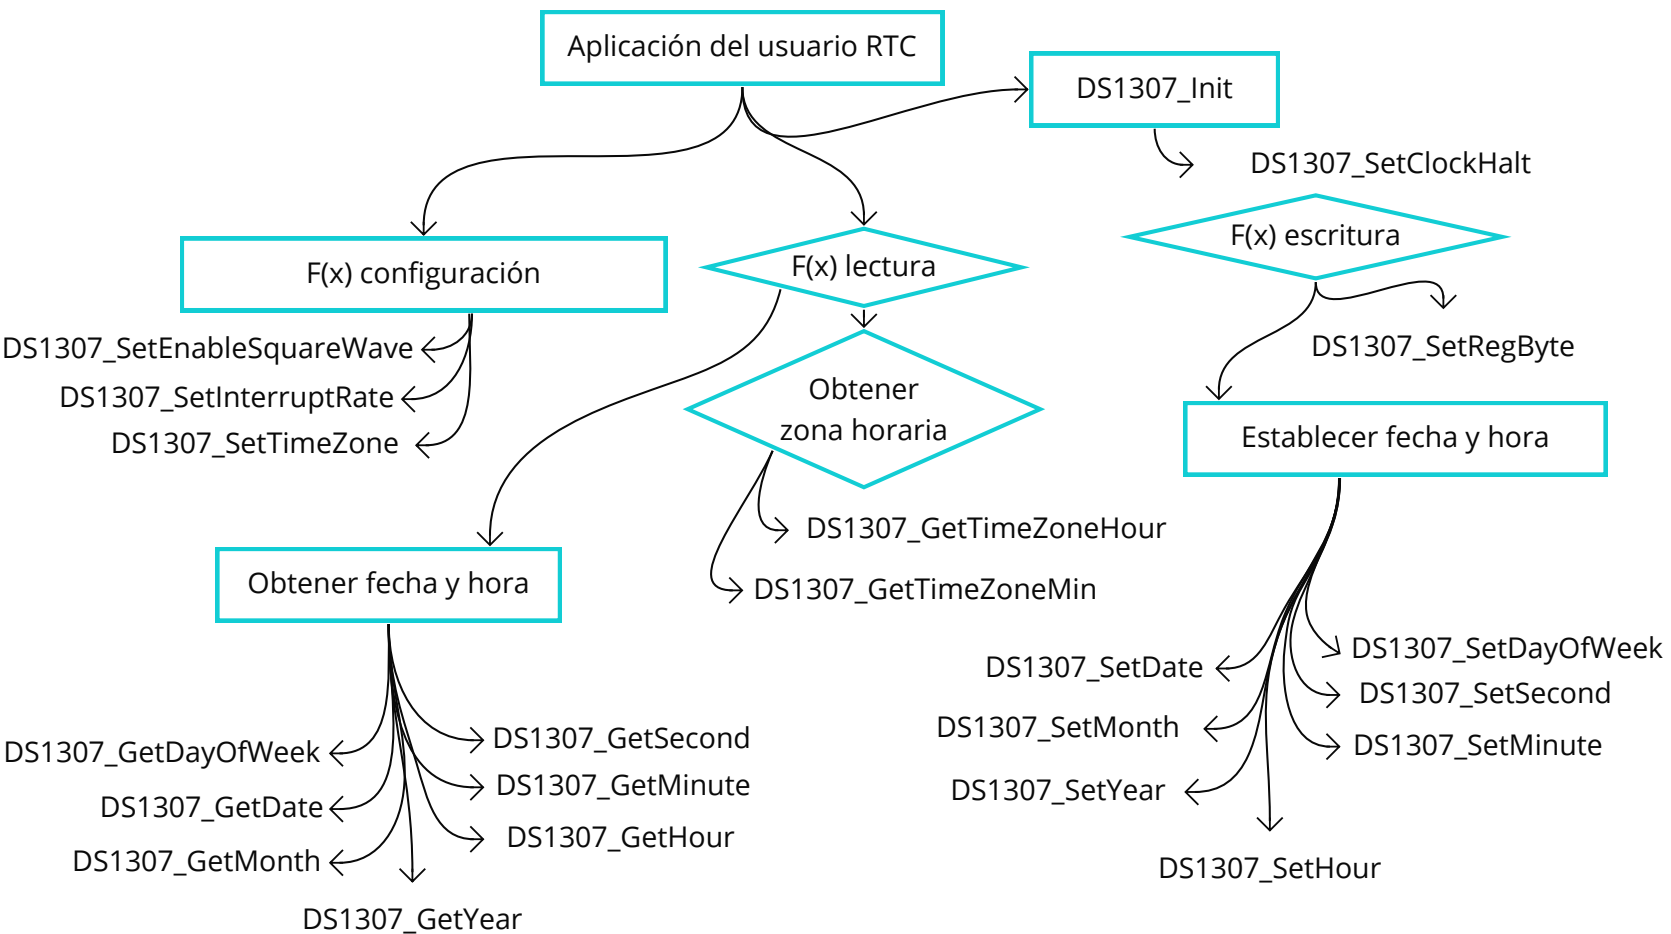 Aplicación del usuario RTC
DS1307_Init
DS1307_SetClockHalt
F(x) escritura
F(x) configuración
F(x) lectura
DS1307_SetEnableSquareWave
DS1307_SetInterruptRate
DS1307_SetTimeZone
DS1307_SetRegByte
Obtener
zona horaria
Establecer fecha y hora
DS1307_GetTimeZoneHour
DS1307_GetTimeZoneMin
Obtener fecha y hora
DS1307_SetDate
DS1307_SetMonth
DS1307_SetYear
DS1307_SetDayOfWeek
DS1307_SetSecond
DS1307_SetMinute
DS1307_SetHour
DS1307_GetDayOfWeek
DS1307_GetDate
DS1307_GetMonth
DS1307_GetSecond
DS1307_GetMinute
DS1307_GetHour
DS1307_GetYear